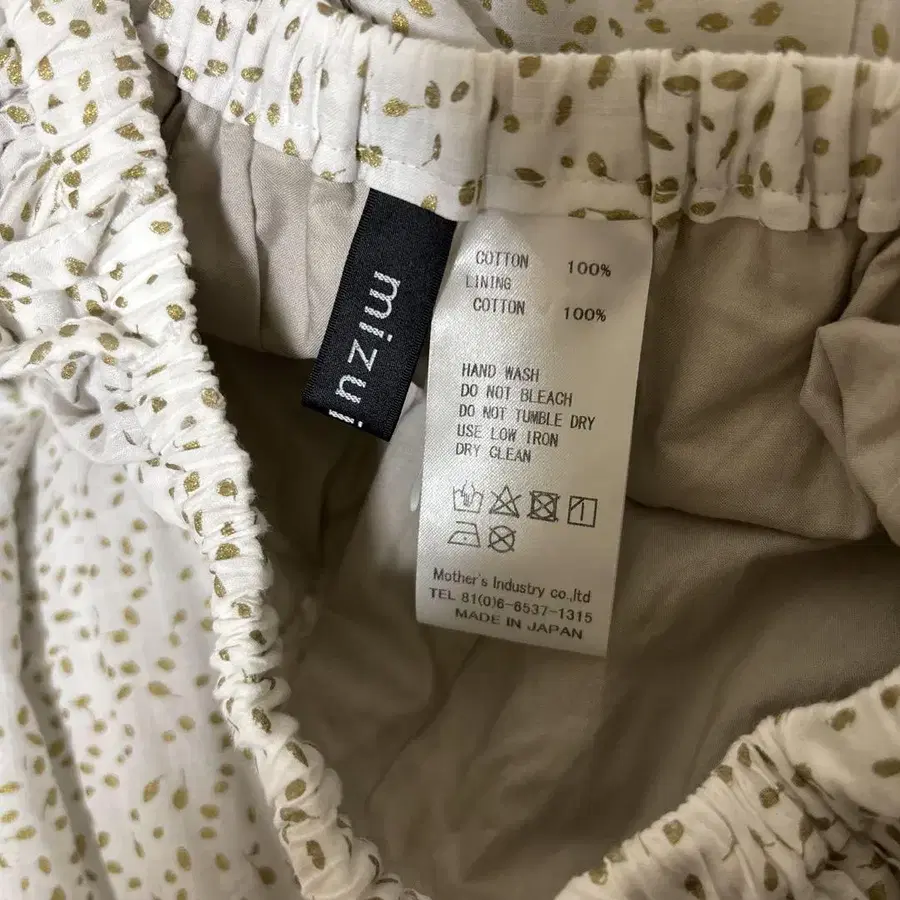 mizu
COTTON 100%
LINING
COTTON 100%
HAND WASH
DO NOT BLEACH
DO NOT TUMBLE DRY
USE LOW IRON
DRY CLEAN
Mother's Industry co.,ltd
TEL 81(0)6-6537-1315
MADE IN JAPAN